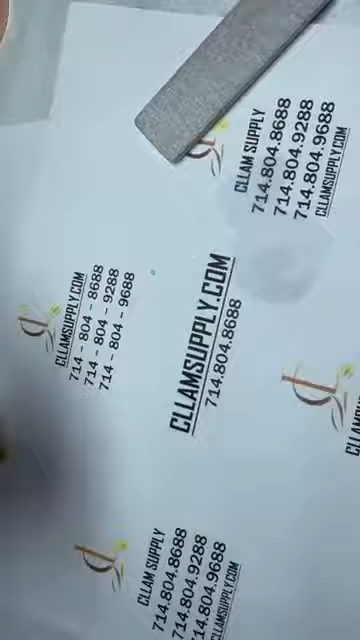 CLLAM SUPPLY
714.804.8688
714.804.9288
714.804.9688
CLLAMSUPPLY.COM
CLLAMSUPPLY.COM
714 - 804 - 8688
714 - 804 - 9288
714 - 804 - 9688
CLLAMSUPPLY.COM
714.804.8688
CLLAM SUPPLY
714.804.8688
714.804.9288
714.804.9688
CLLAMSUPPLY.COM